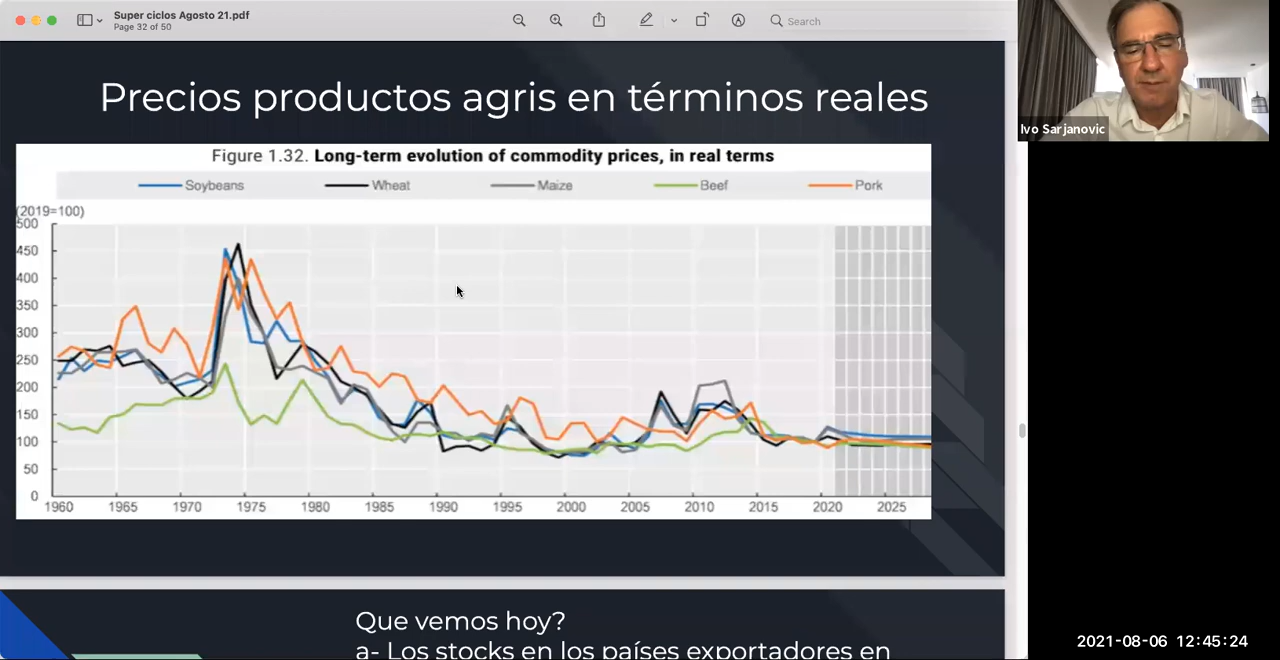 Super ciclos Agosto 21.pdf
Page 32 of 50
Search
Precios productos agris en términos reales
Figure 1.32. Long-term evolution of commodity prices, in real terms
Soybeans Wheat Maize Beef Pork
(2019=100)
500
450
400
350
300
250
200
150
100
50
0
1960 1965 1970 1975 1980 1985 1990 1995 2000 2005 2010 2015 2020 2025
Que vemos hoy?
a- Los stocks en los países exportadores en
Ivo Sarjanovic
2021-08-06 12:45:24